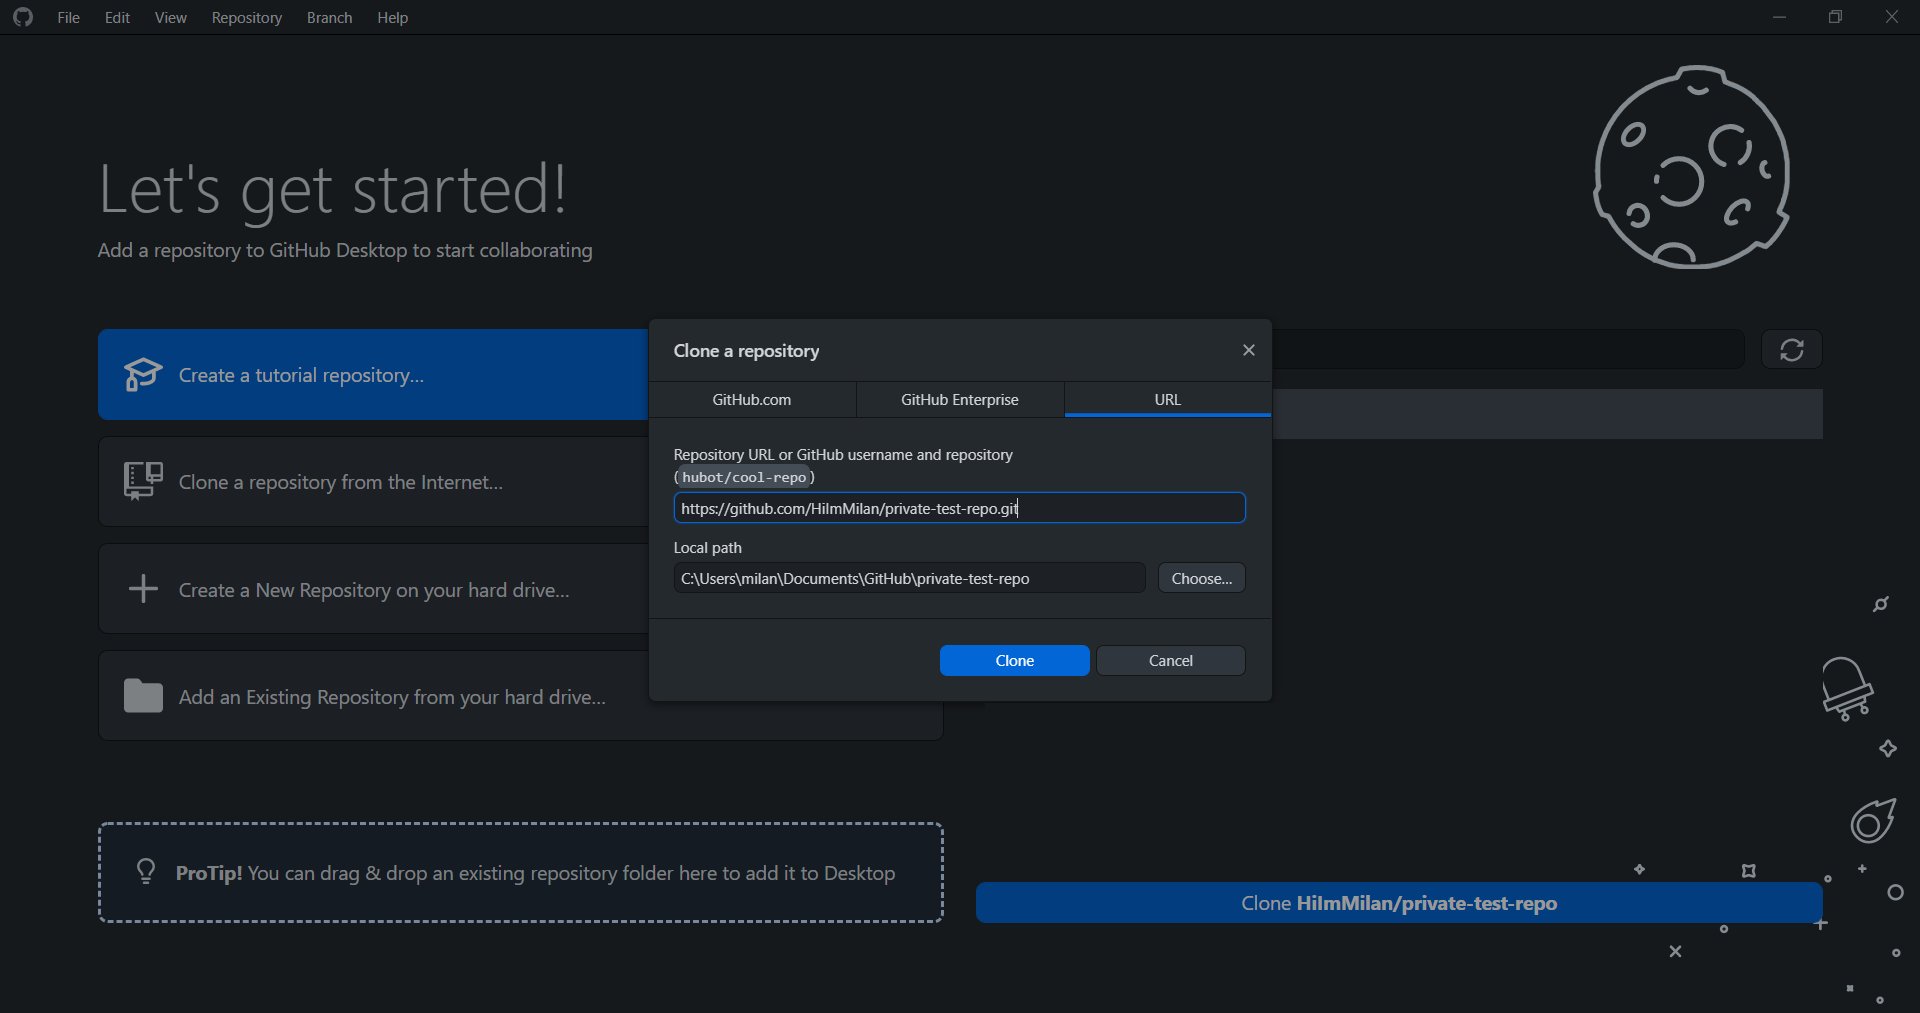 File Edit View Repository Branch Help
Let's get started!
Add a repository to GitHub Desktop to start collaborating
Create a tutorial repository...
Clone a repository from the Internet...
Create a New Repository on your hard drive...
Add an Existing Repository from your hard drive...
ProTip! You can drag & drop an existing repository folder here to add it to Desktop
Clone a repository
GitHub.com GitHub Enterprise URL
Repository URL or GitHub username and repository
(hubot/cool-repo)
https://github.com/HiImMilan/private-test-repo.git
Local path
C:\Users\milan\Documents\GitHub\private-test-repo Choose...
Clone Cancel
Clone HiImMilan/private-test-repo